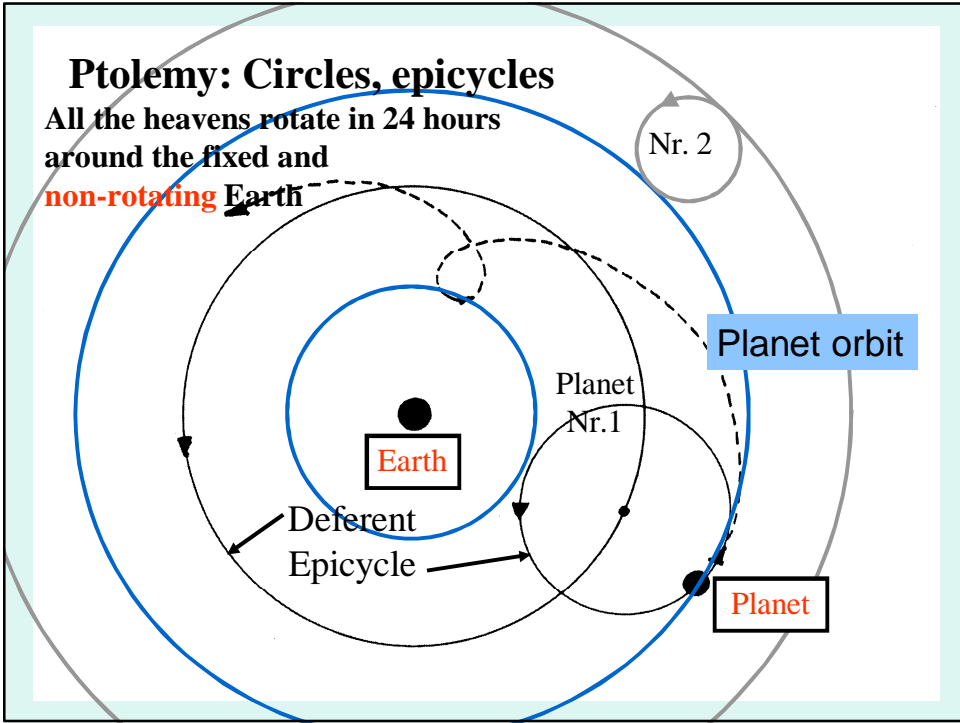 Ptolemy: Circles, epicycles
All the heavens rotate in 24 hours
around the fixed and
non-rotating Earth
Nr. 2
Planet orbit
Planet
Nr.1
Earth
Deferent
Epicycle
Planet